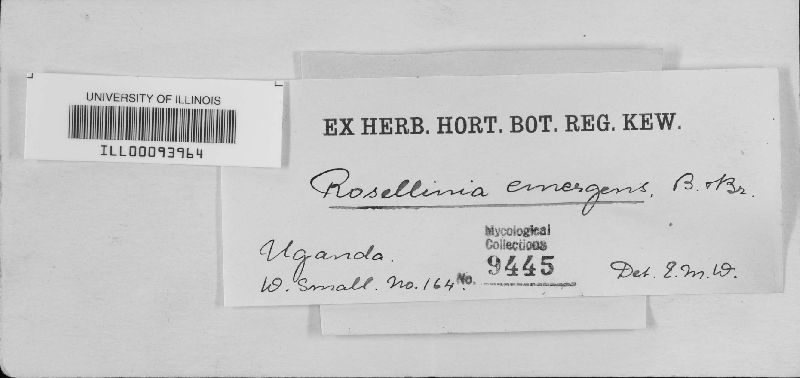 UNIVERSITY OF ILLINOIS
ILL00093964
EX HERB. HORT. BOT. REG. KEW.
Rosellinia emergens, B. & Br.
Uganda.
W. Small. No. 164.
Mycological
Collections
No. 9445
Det. E. M. W.